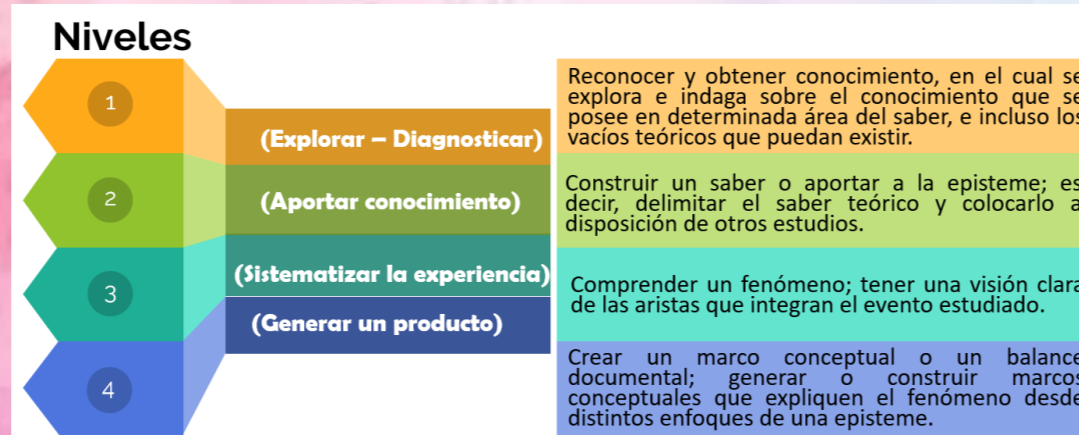 Niveles
1
(Explorar – Diagnosticar)
Reconocer y obtener conocimiento, en el cual se
explora e indaga sobre el conocimiento que se
posee en determinada área del saber, e incluso los
vacíos teóricos que puedan existir.
2
(Aportar conocimiento)
Construir un saber o aportar a la episteme; es
decir, delimitar el saber teórico y colocarlo a
disposición de otros estudios.
3
(Sistematizar la experiencia)
Comprender un fenómeno; tener una visión clara
de las aristas que integran el evento estudiado.
4
(Generar un producto)
Crear un marco conceptual o un balance
documental; generar o construir marcos
conceptuales que expliquen el fenómeno desde
distintos enfoques de una episteme.